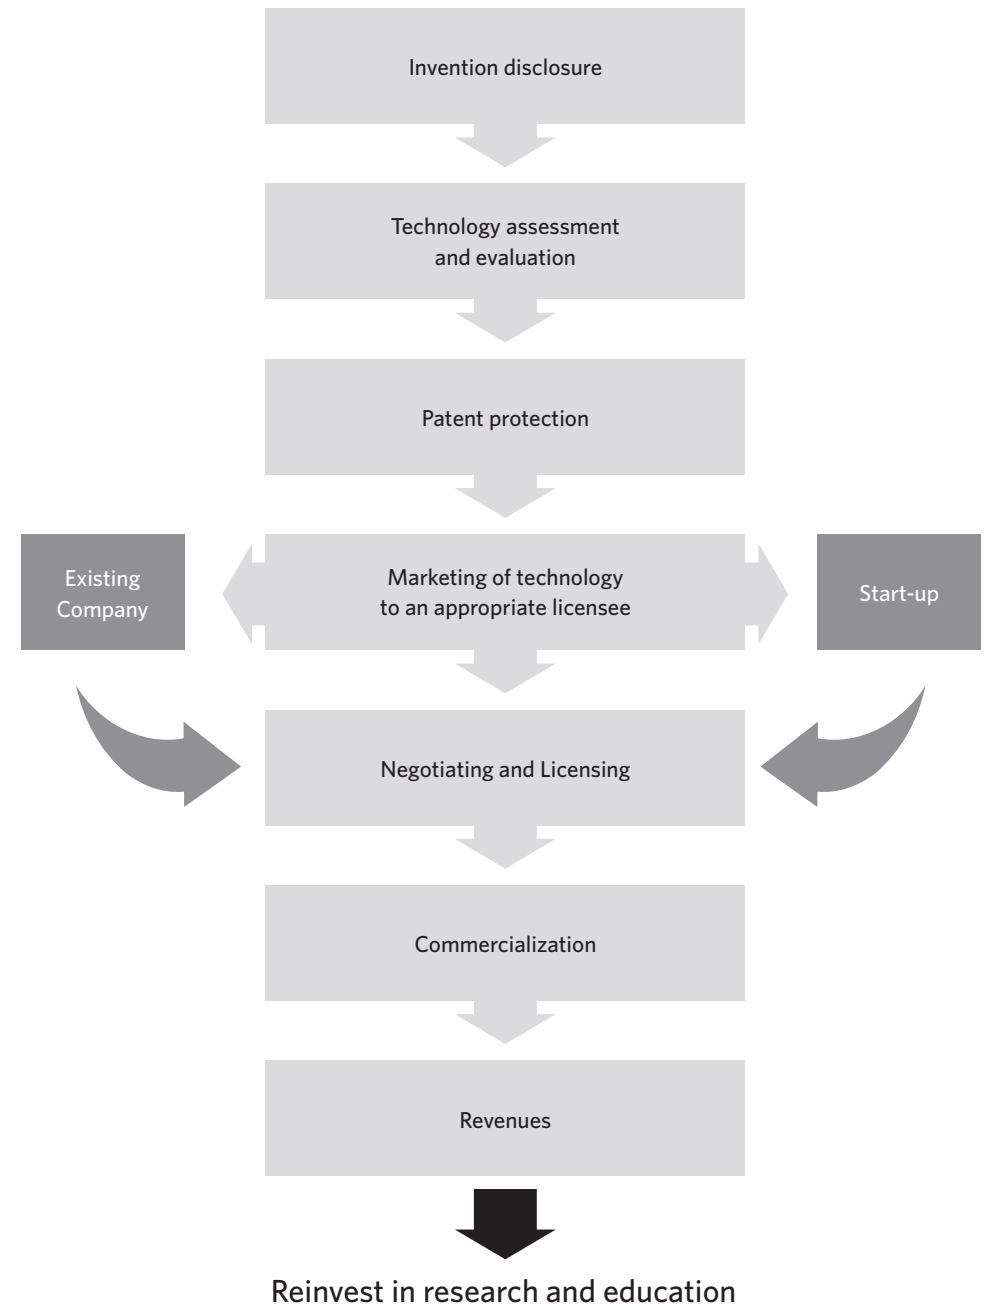 Invention disclosure
Technology assessment
and evaluation
Patent protection
Existing
Company
Marketing of technology
to an appropriate licensee
Start-up
Negotiating and Licensing
Commercialization
Revenues
Reinvest in research and education